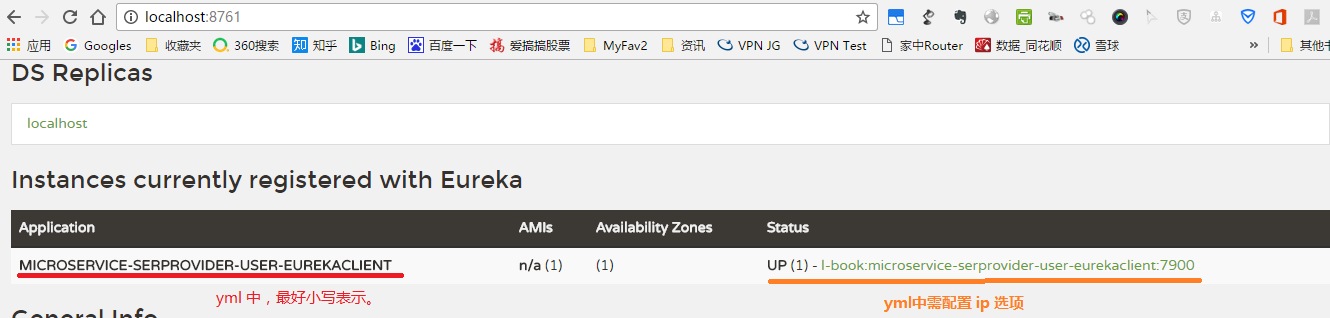 localhost:8761
应用 Googles 收藏夹 360搜索 知乎 Bing 百度一下 爱搞搞股票 MyFav2 资讯 VPN JG VPN Test 家中Router 数据_同花顺 雪球 » 其他书
DS Replicas
localhost
Instances currently registered with Eureka
Application AMIs Availability Zones Status
MICROSERVICE-SERPROVIDER-USER-EUREKACLIENT n/a (1) (1) UP (1) - l-book:microservice-serprovider-user-eurekaclient:7900
yml 中，最好小写表示。 yml中需配置 ip 选项
General Info